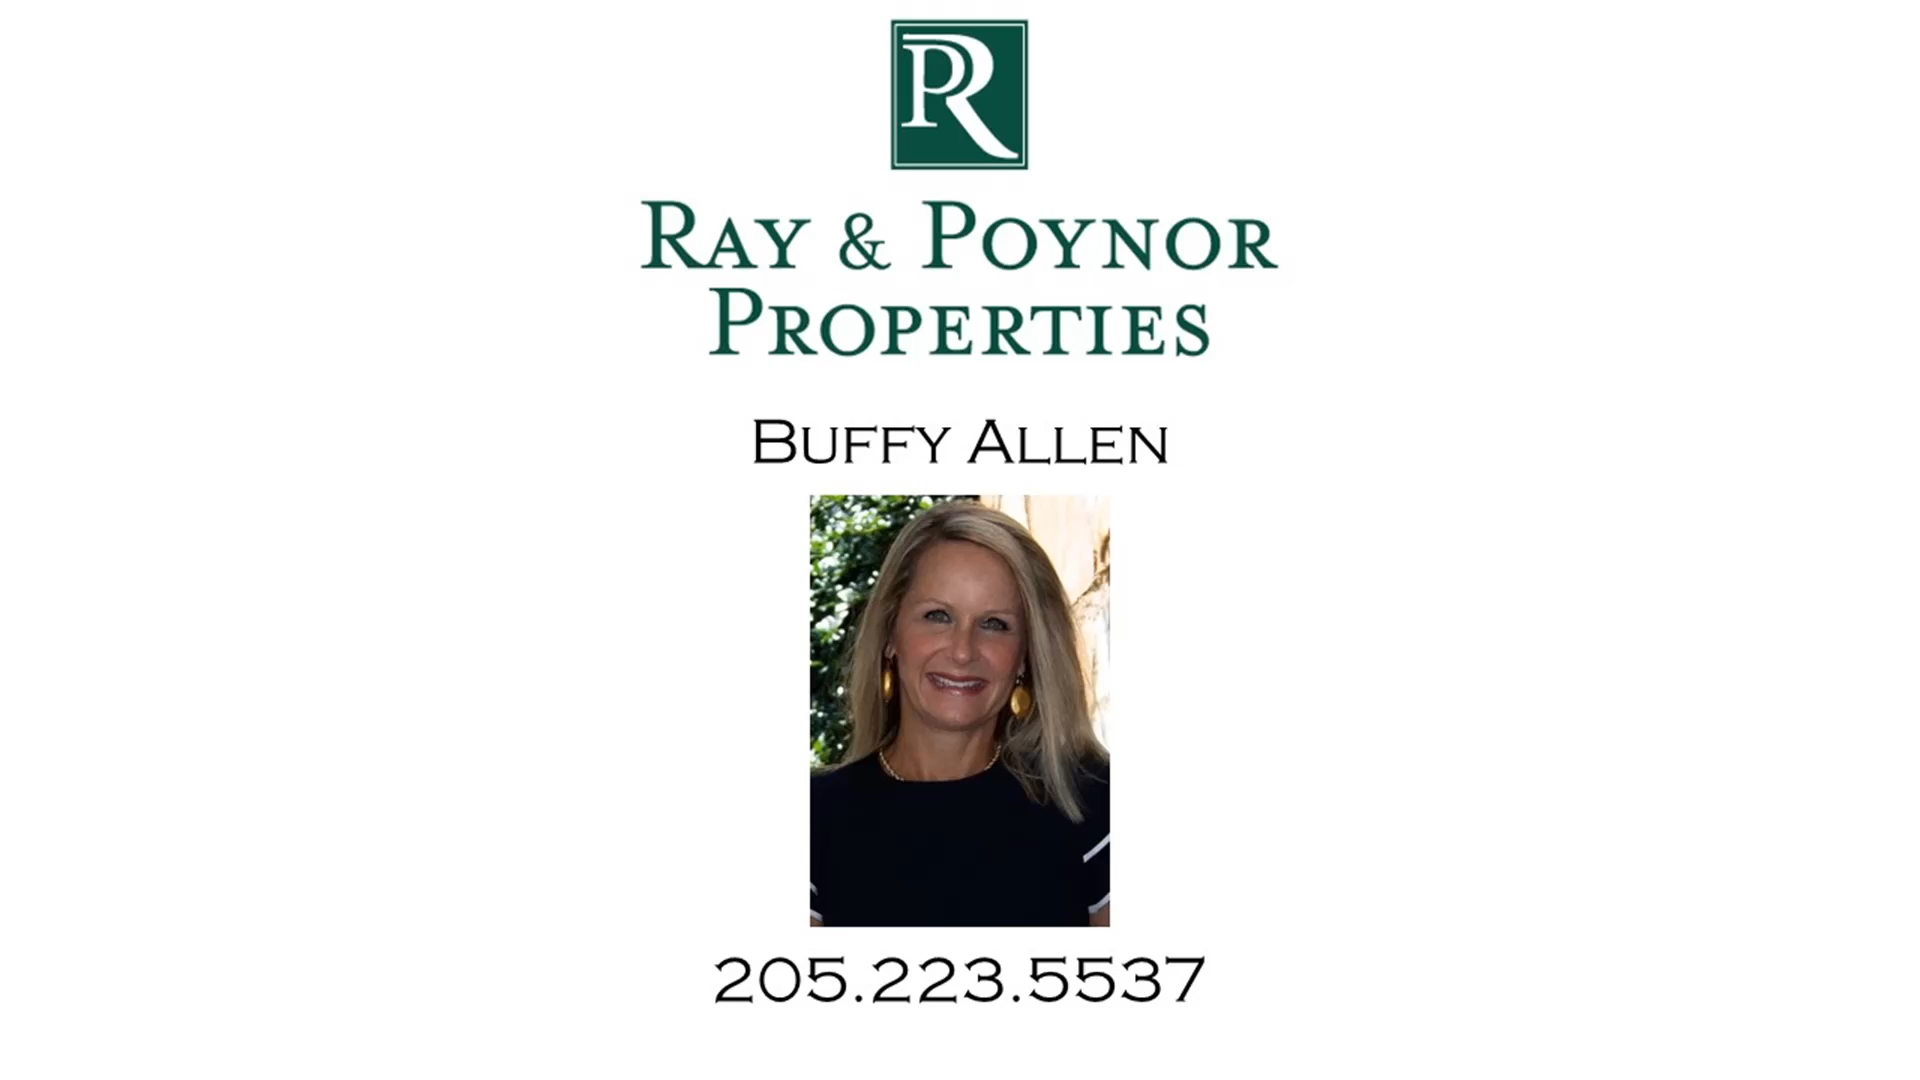 PR
RAY & POYNOR
PROPERTIES
BUFFY ALLEN
205.223.5537